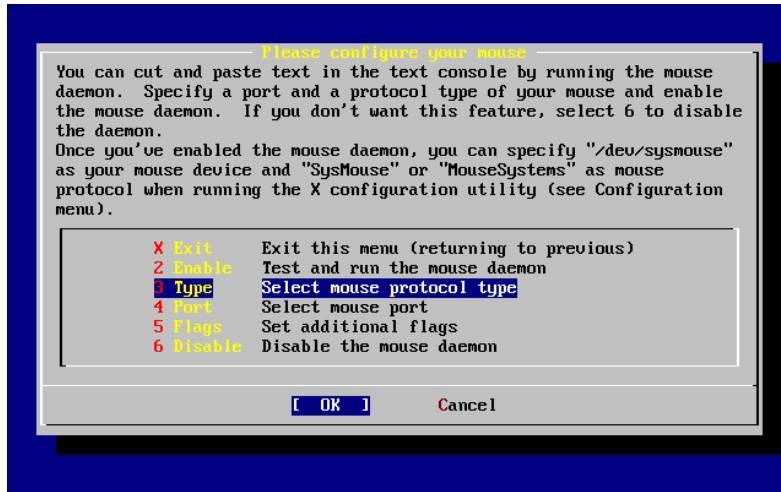 Please configure your mouse
You can cut and paste text in the text console by running the mouse
daemon.  Specify a port and a protocol type of your mouse and enable
the mouse daemon.  If you don't want this feature, select 6 to disable
the daemon.
Once you've enabled the mouse daemon, you can specify "/dev/sysmouse"
as your mouse device and "SysMouse" or "MouseSystems" as mouse
protocol when running the X configuration utility (see Configuration
menu).
X Exit Exit this menu (returning to previous)
2 Enable Test and run the mouse daemon
3 Type Select mouse protocol type
4 Port Select mouse port
5 Flags Set additional flags
6 Disable Disable the mouse daemon
[ OK ] Cancel